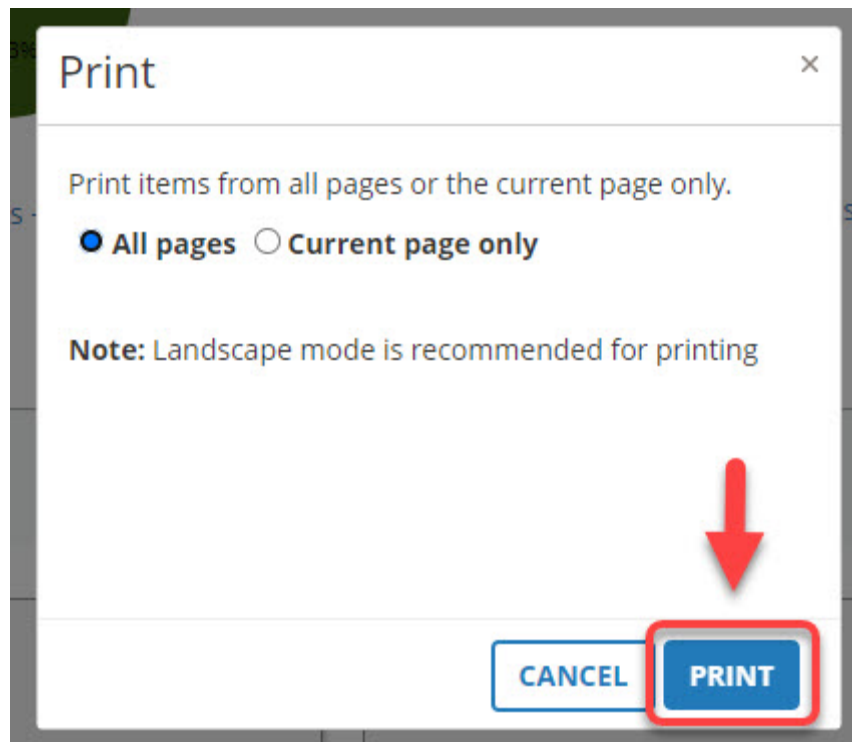 3%
Print
×
Print items from all pages or the current page only.
All pages Current page only
Note: Landscape mode is recommended for printing
CANCEL PRINT